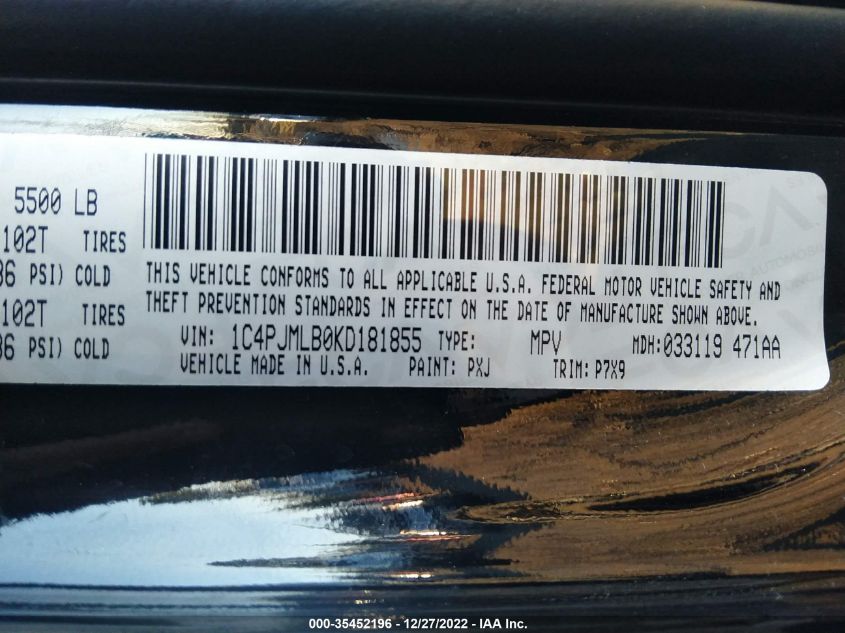 5500 LB
102T TIRES
36 PSI) COLD
102T TIRES
36 PSI) COLD
THIS VEHICLE CONFORMS TO ALL APPLICABLE U.S.A. FEDERAL MOTOR VEHICLE SAFETY AND
THEFT PREVENTION STANDARDS IN EFFECT ON THE DATE OF MANUFACTURE SHOWN ABOVE.
VIN: 1C4PJMLB0KD181855 TYPE: MPV MDH:033119 471AA
VEHICLE MADE IN U.S.A. PAINT: PXJ TRIM: P7X9
000-35452196 - 12/27/2022 - IAA Inc.